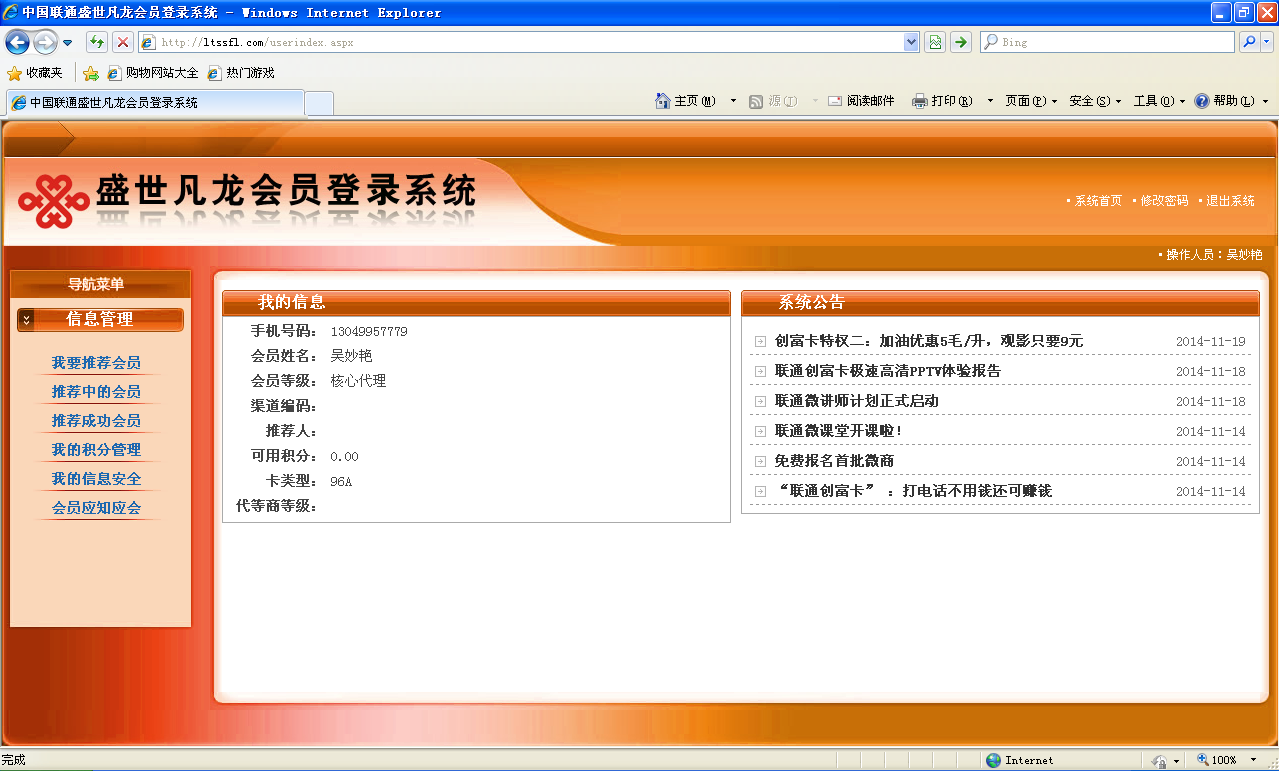 中国联通盛世凡龙会员登录系统 - Windows Internet Explorer
http://ltssfl.com/userindex.aspx
Bing
收藏夹 购物网站大全 热门游戏
中国联通盛世凡龙会员登录系统
主页(M) 源(J) 阅读邮件 打印(R) 页面(P) 安全(S) 工具(O) 帮助(L)
盛世凡龙会员登录系统
系统首页 修改密码 退出系统
操作人员：吴妙艳
导航菜单
信息管理
我要推荐会员
推荐中的会员
推荐成功会员
我的积分管理
我的信息安全
会员应知应会
我的信息
手机号码： 13049957779
会员姓名： 吴妙艳
会员等级： 核心代理
渠道编码：
推荐人：
可用积分： 0.00
卡类型： 96A
代等商等级：
系统公告
创富卡特权二：加油优惠5毛/升，观影只要9元 2014-11-19
联通创富卡极速高清PPTV体验报告 2014-11-18
联通微讲师计划正式启动 2014-11-18
联通微课堂开课啦！ 2014-11-14
免费报名首批微商 2014-11-14
“联通创富卡” ：打电话不用钱还可赚钱 2014-11-14
完成
Internet
100%